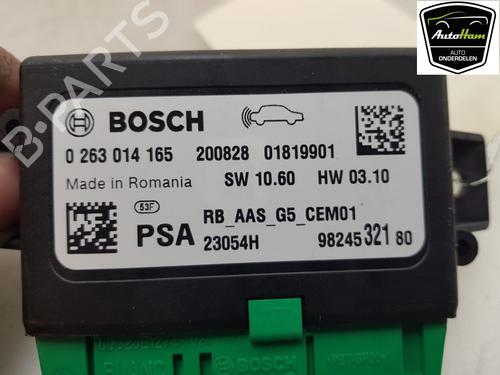 AutoHam
AUTO
ONDERDELEN
B-PARTS
BOSCH
0 263 014 165 200828 01819901
Made in Romania SW 10.60 HW 03.10
53F
RB_AAS_G5_CEM01
PSA 23054H 98245 321 80
BOSCH